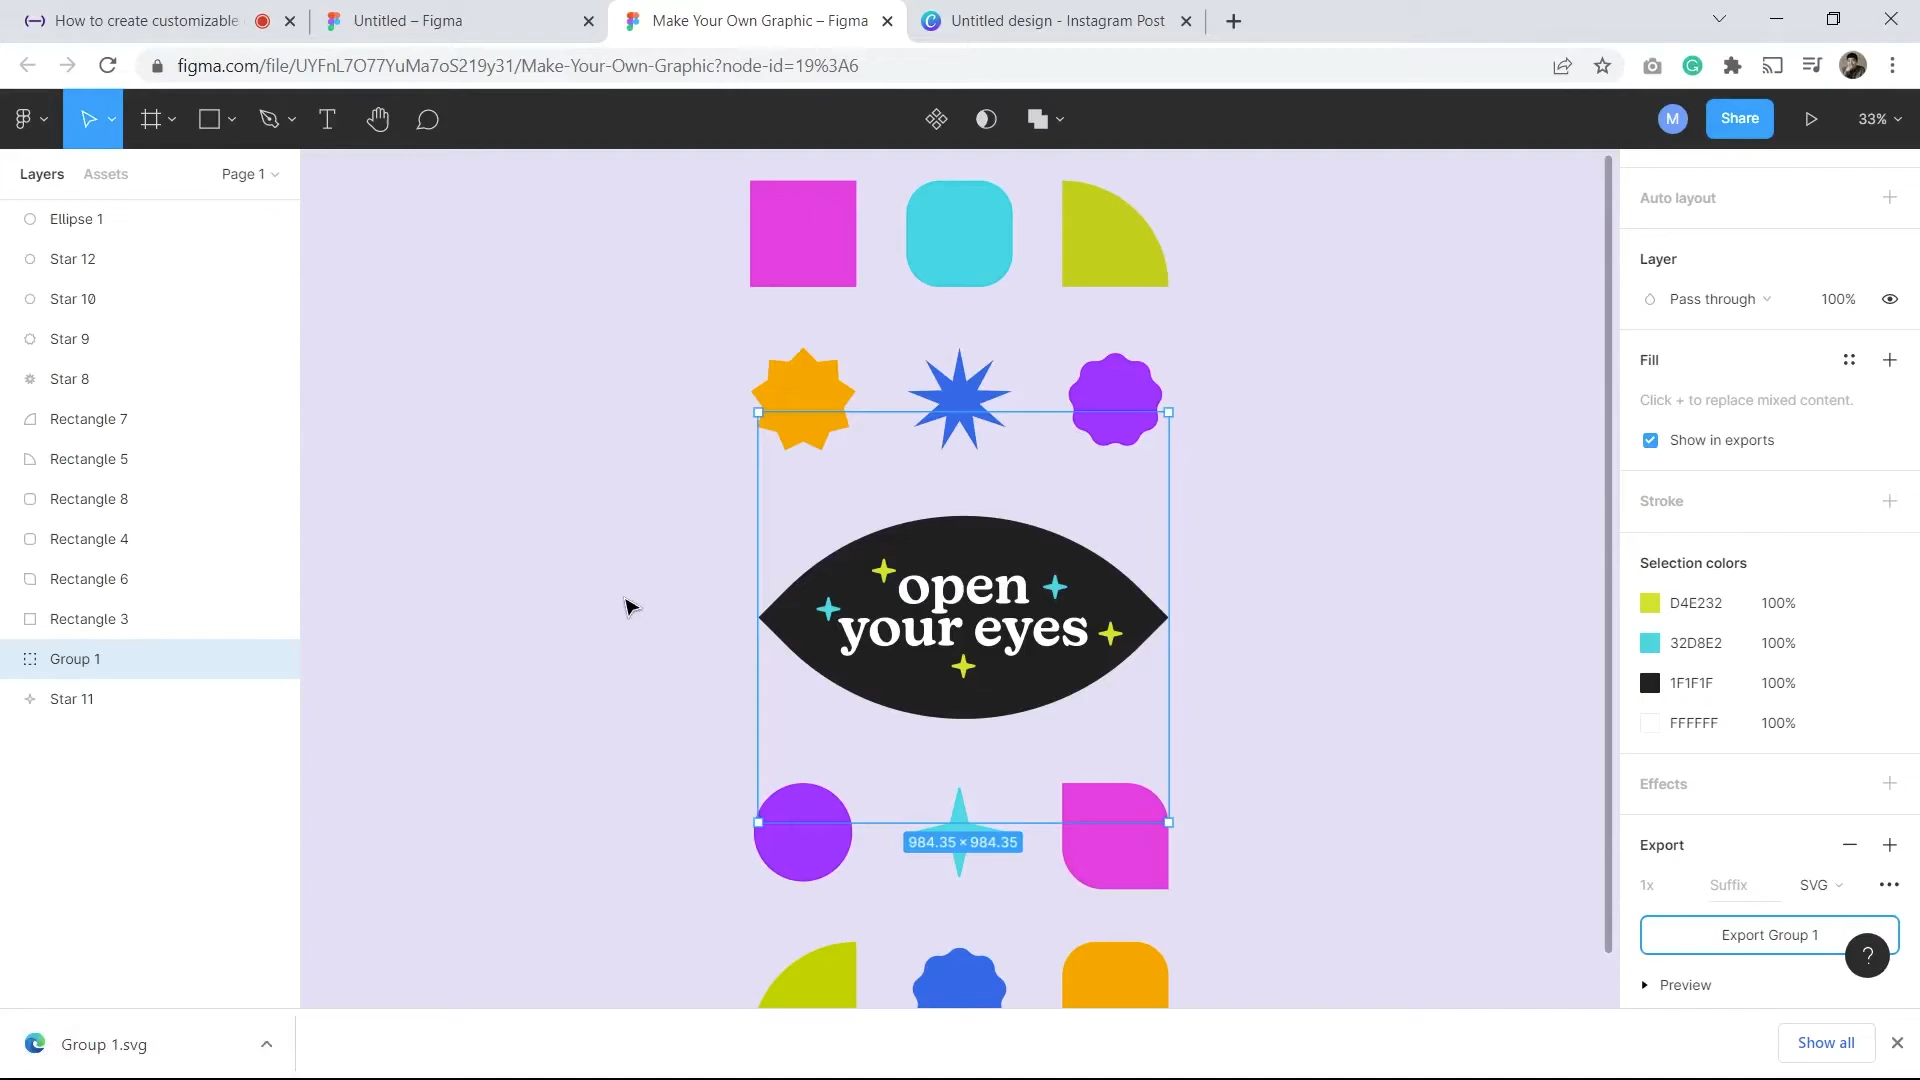 How to create customizable
Untitled – Figma
Make Your Own Graphic – Figma
Untitled design - Instagram Post
figma.com/file/UYFnL7O77YuMa7oS219y31/Make-Your-Own-Graphic?node-id=19%3A6
M
Share
33%
Layers
Assets
Page 1
Ellipse 1
Star 12
Star 10
Star 9
Star 8
Rectangle 7
Rectangle 5
Rectangle 8
Rectangle 4
Rectangle 6
Rectangle 3
Group 1
Star 11
open
your eyes
984.35 × 984.35
Auto layout
Layer
Pass through
100%
Fill
Click + to replace mixed content.
Show in exports
Stroke
Selection colors
D4E232 100%
32D8E2 100%
1F1F1F 100%
FFFFFF 100%
Effects
Export
1x Suffix SVG
Export Group 1
?
Preview
Group 1.svg
Show all